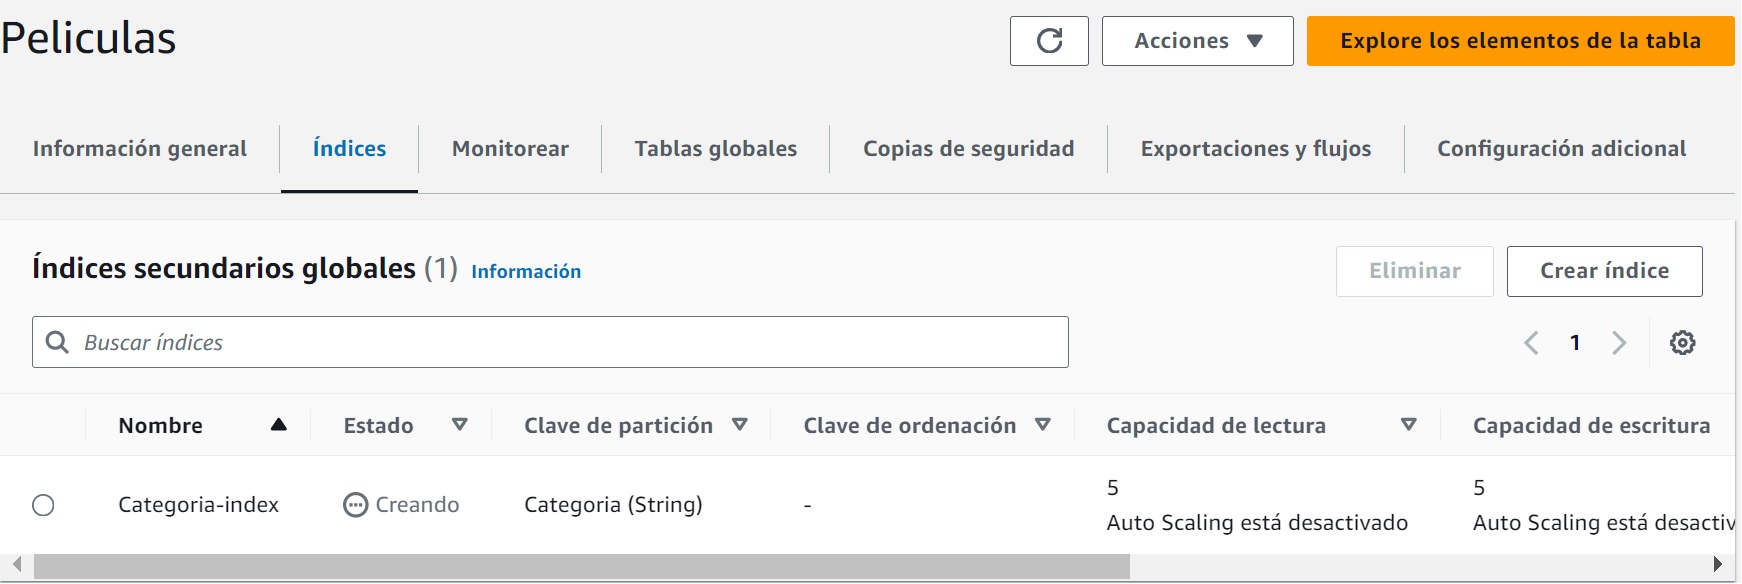 Peliculas
Acciones
Explore los elementos de la tabla
Información general
Índices
Monitorear
Tablas globales
Copias de seguridad
Exportaciones y flujos
Configuración adicional
Índices secundarios globales (1) Información
Eliminar
Crear índice
Buscar índices
1
Nombre
Estado
Clave de partición
Clave de ordenación
Capacidad de lectura
Capacidad de escritura
Categoria-index
Creando
Categoria (String)
-
5
Auto Scaling está desactivado
5
Auto Scaling está desactiv